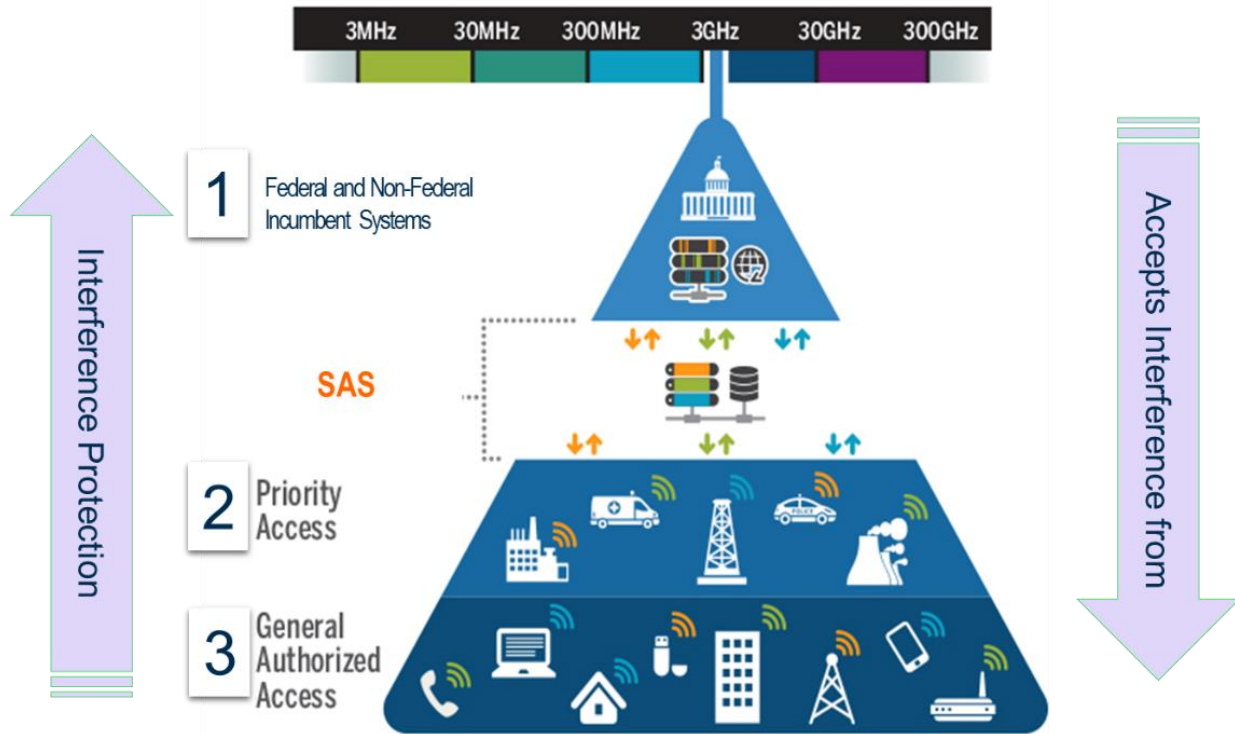 3MHz 30MHz 300MHz 3GHz 30GHz 300GHz
1
Federal and Non-Federal
Incumbent Systems
Interference Protection
Accepts Interference from
SAS
2
Priority
Access
POLICE
3
General
Authorized
Access